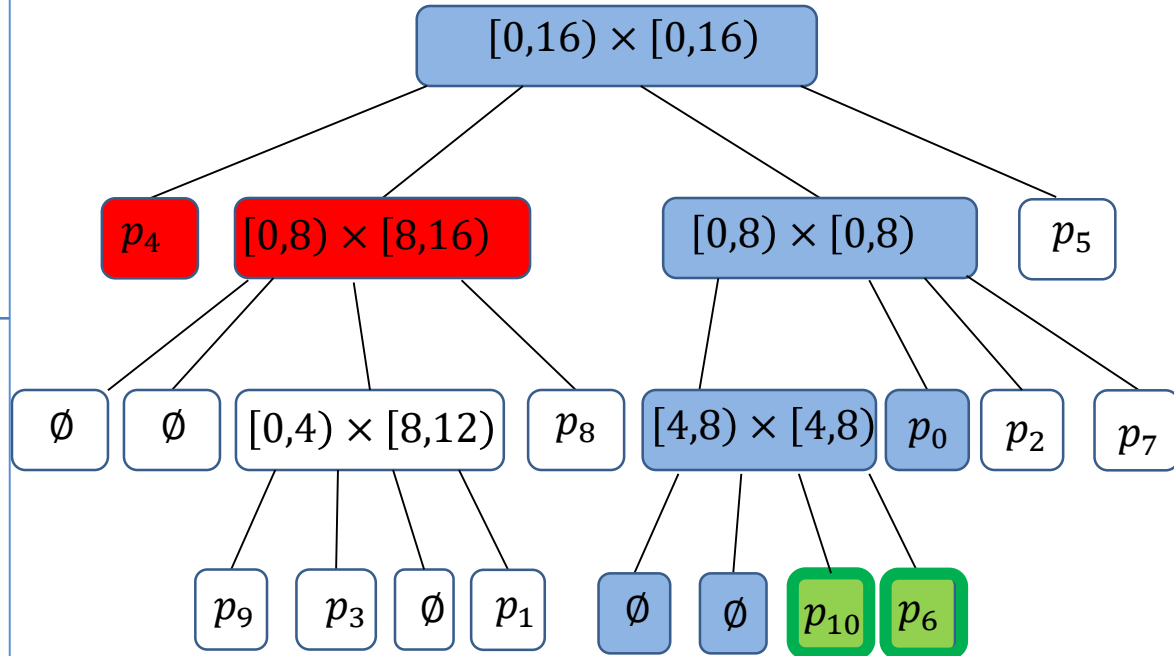 [0,16) × [0,16)
p₄ [0,8) × [8,16) [0,8) × [0,8) p₅
∅ ∅ [0,4) × [8,12) p₈ [4,8) × [4,8) p₀ p₂ p₇
p₉ p₃ ∅ p₁ ∅ ∅ p₁₀ p₆